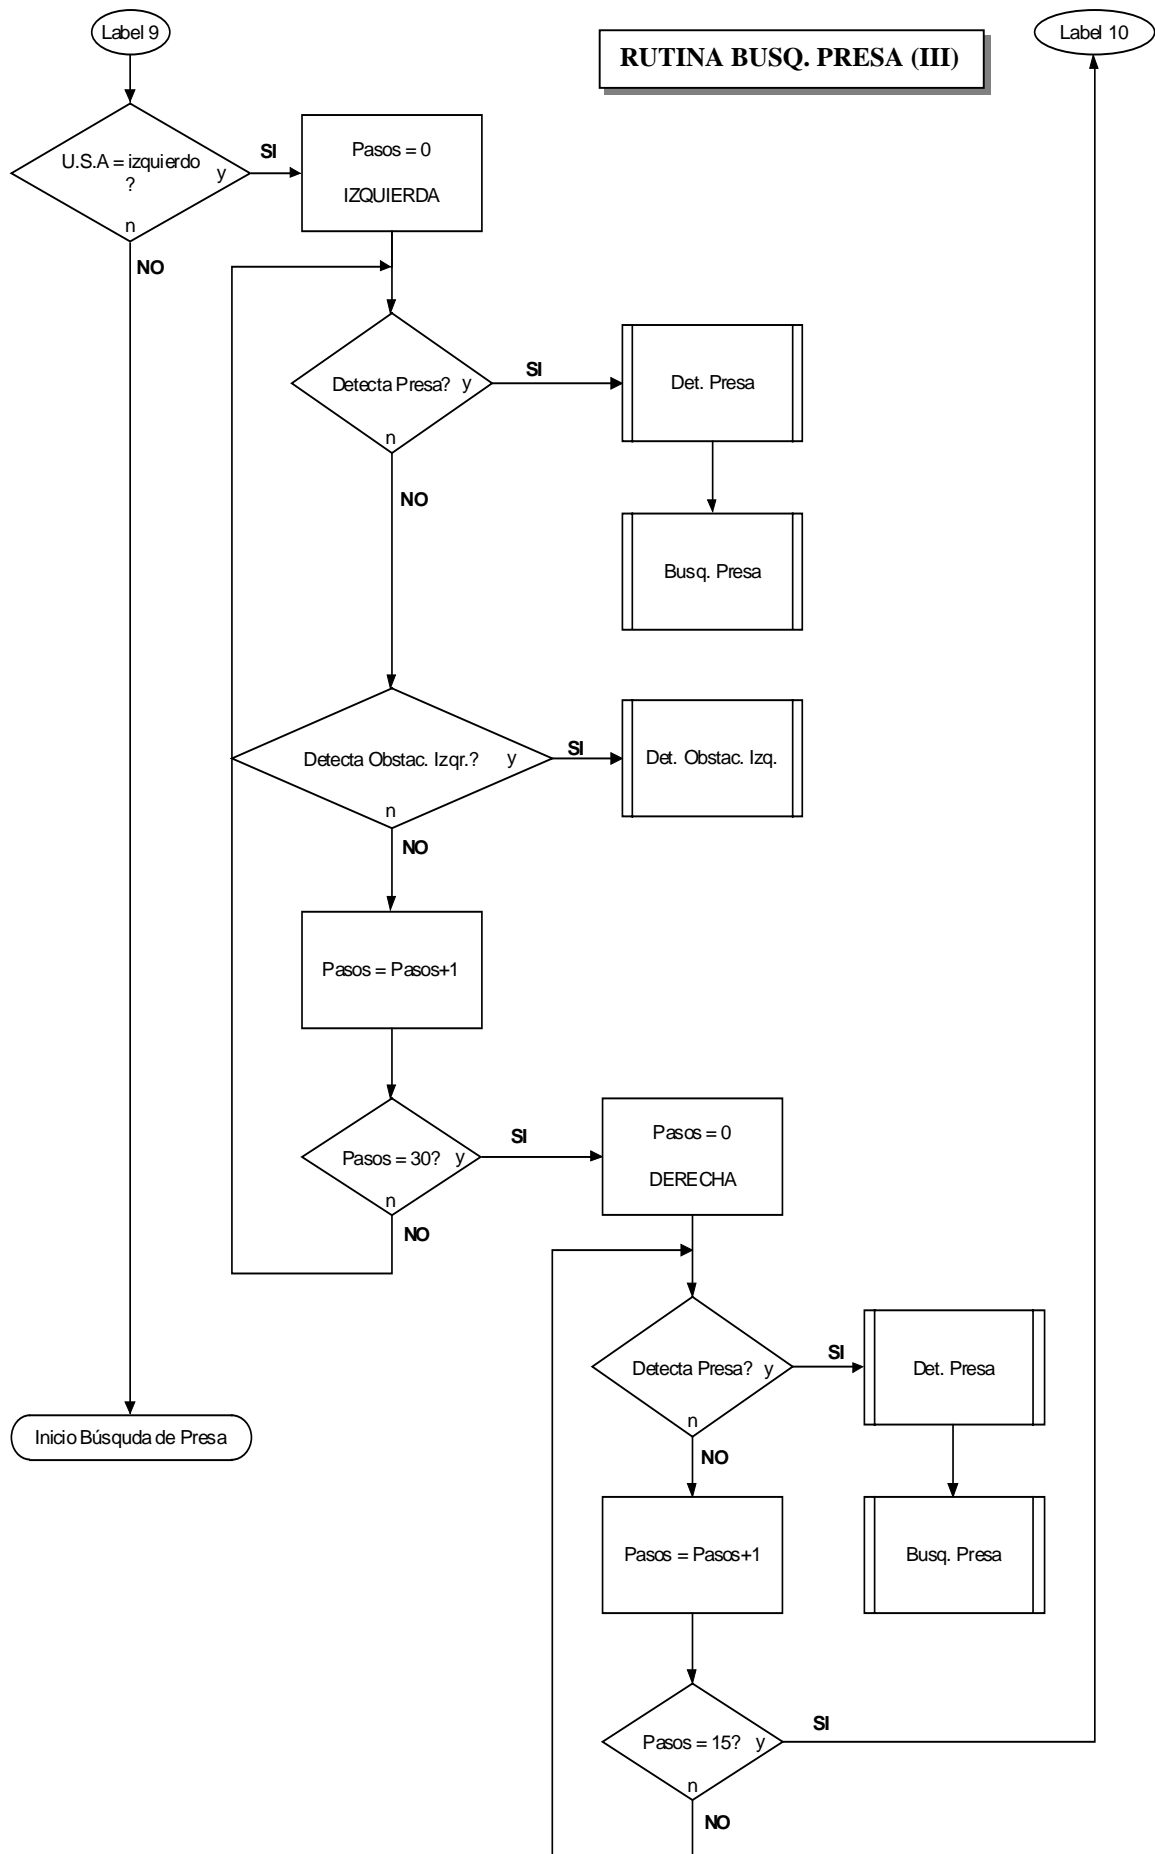 Label 9
RUTINA BUSQ. PRESA (III)
Label 10
U.S.A = izquierdo
?
y
n
SI
NO
Pasos = 0
IZQUIERDA
Detecta Presa?
y
n
SI
NO
Det. Presa
Busq. Presa
Detecta Obstac. Izqr.?
y
n
SI
NO
Det. Obstac. Izq.
Pasos = Pasos+1
Pasos = 30?
y
n
SI
NO
Pasos = 0
DERECHA
Detecta Presa?
y
n
SI
NO
Det. Presa
Inicio Búsquda de Presa
Pasos = Pasos+1
Busq. Presa
Pasos = 15?
y
n
SI
NO